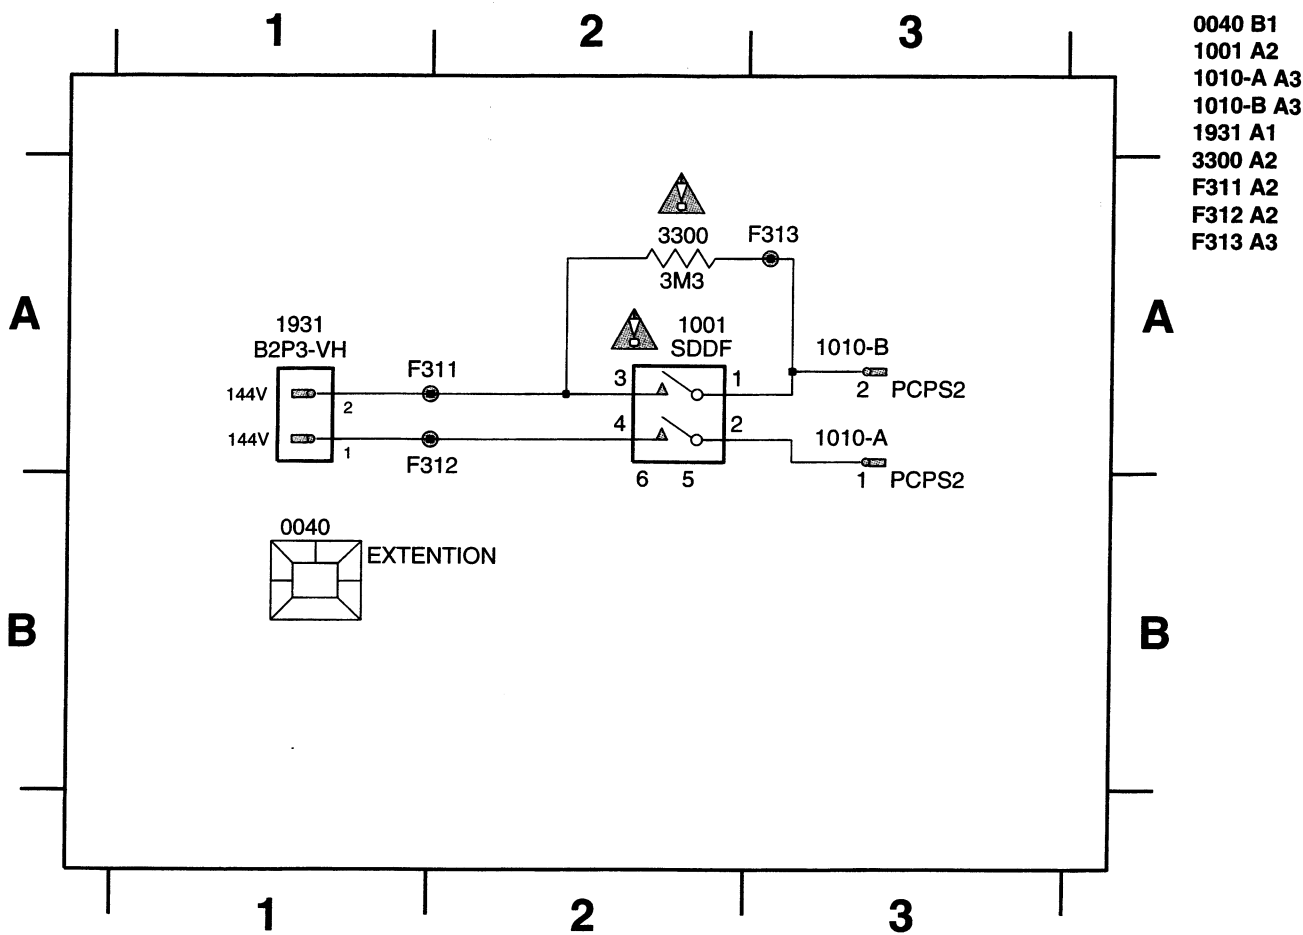 1 2 3
0040 B1
1001 A2
1010-A A3
1010-B A3
1931 A1
3300 A2
F311 A2
F312 A2
F313 A3
3300 F313
3M3
A A
1931
B2P3-VH
1001
SDDF
1010-B
F311
144V 2
3 1
2 PCPS2
144V 1
F312
4 2
1010-A
6 5
1 PCPS2
0040
EXTENTION
B B
1 2 3